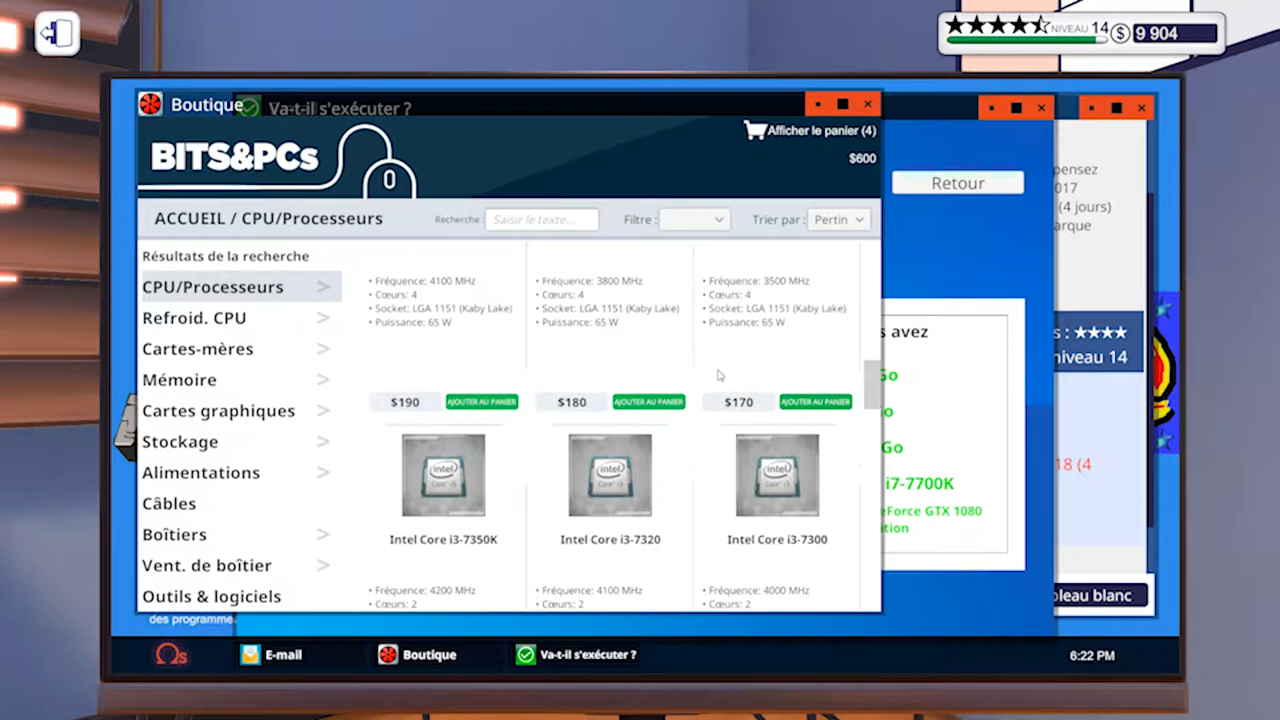 NIVEAU 14
$ 9 904
Boutique
Va-t-il s'exécuter ?
BITS&PCs
Afficher le panier (4)
$600
Retour
ACCUEIL / CPU/Processeurs
Recherche :
Saisir le texte...
Filtre :
Trier par :
Pertin
Résultats de la recherche
CPU/Processeurs
Refroid. CPU
Cartes-mères
Mémoire
Cartes graphiques
Stockage
Alimentations
Câbles
Boîtiers
Vent. de boîtier
Outils & logiciels
• Fréquence: 4100 MHz
• Cœurs: 4
• Socket: LGA 1151 (Kaby Lake)
• Puissance: 65 W
$190
AJOUTER AU PANIER
• Fréquence: 3800 MHz
• Cœurs: 4
• Socket: LGA 1151 (Kaby Lake)
• Puissance: 65 W
$180
AJOUTER AU PANIER
• Fréquence: 3500 MHz
• Cœurs: 4
• Socket: LGA 1151 (Kaby Lake)
• Puissance: 65 W
$170
AJOUTER AU PANIER
intel
intel
intel
Intel Core i3-7350K
• Fréquence: 4200 MHz
• Cœurs: 2
Intel Core i3-7320
• Fréquence: 4100 MHz
• Cœurs: 2
Intel Core i3-7300
• Fréquence: 4000 MHz
• Cœurs: 2
s avez
Go
o
Go
i7-7700K
eForce GTX 1080
ition
pensez
017
(4 jours)
arque
s : ★★★★
niveau 14
18 (4
bleau blanc
des programme
E-mail
Boutique
Va-t-il s'exécuter ?
6:22 PM